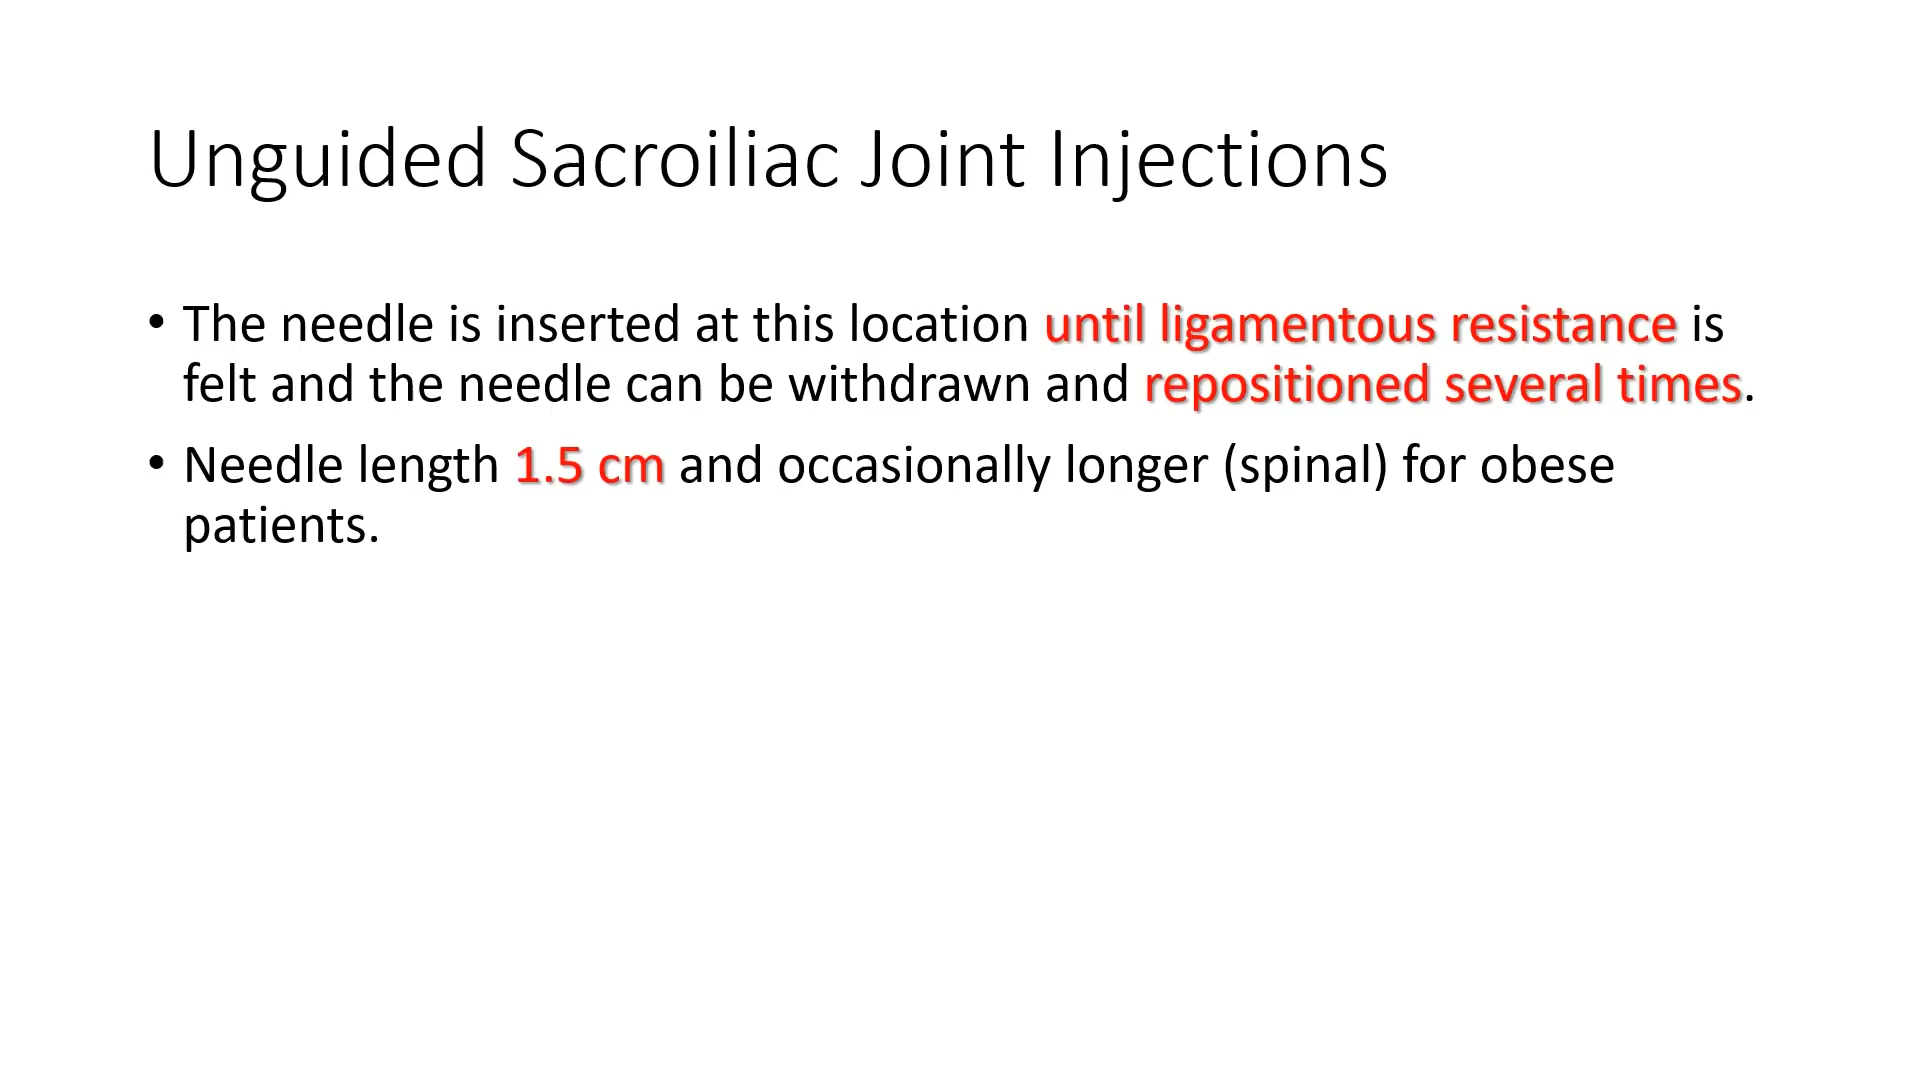 Unguided Sacroiliac Joint Injections
• The needle is inserted at this location until ligamentous resistance is
felt and the needle can be withdrawn and repositioned several times.
• Needle length 1.5 cm and occasionally longer (spinal) for obese
patients.